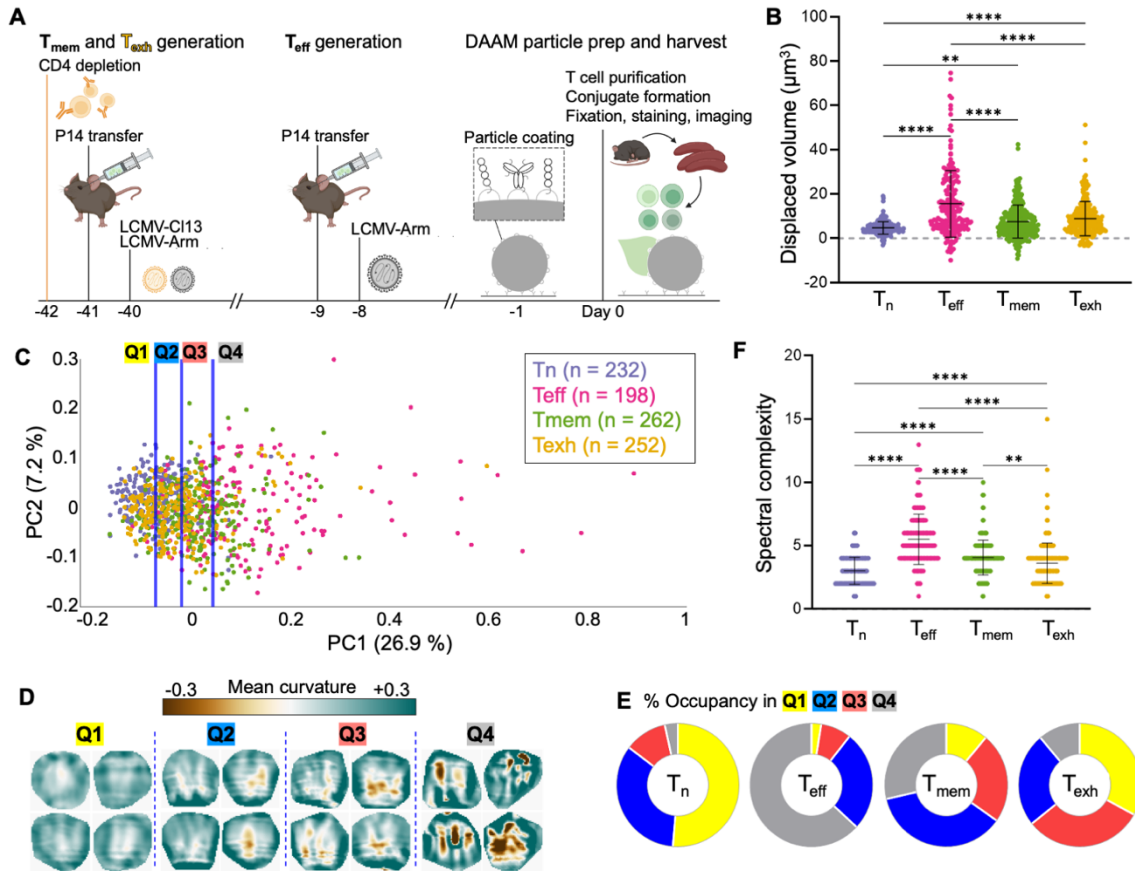 A
T mem and T exh generation
CD4 depletion
P14 transfer
LCMV-Cl13
LCMV-Arm
T eff generation
P14 transfer
LCMV-Arm
DAAM particle prep and harvest
T cell purification
Conjugate formation
Fixation, staining, imaging
Particle coating
-42
-41
-40
-9
-8
-1
Day 0
B
Displaced volume (µm³)
100
80
60
40
20
0
-20
****
****
**
****
****
Tn
Teff
Tmem
Texh
C
Q1
Q2
Q3
Q4
PC2 (7.2 %)
0.3
0.2
0.1
0
-0.1
-0.2
Tn (n = 232)
Teff (n = 198)
Tmem (n = 262)
Texh (n = 252)
-0.2
0
0.2
0.4
0.6
0.8
1
PC1 (26.9 %)
F
Spectral complexity
20
15
10
5
0
****
****
****
****
****
**
Tn
Teff
Tmem
Texh
D
-0.3
Mean curvature
+0.3
Q1
Q2
Q3
Q4
E
% Occupancy in Q1 Q2 Q3 Q4
Tn
Teff
Tmem
Texh